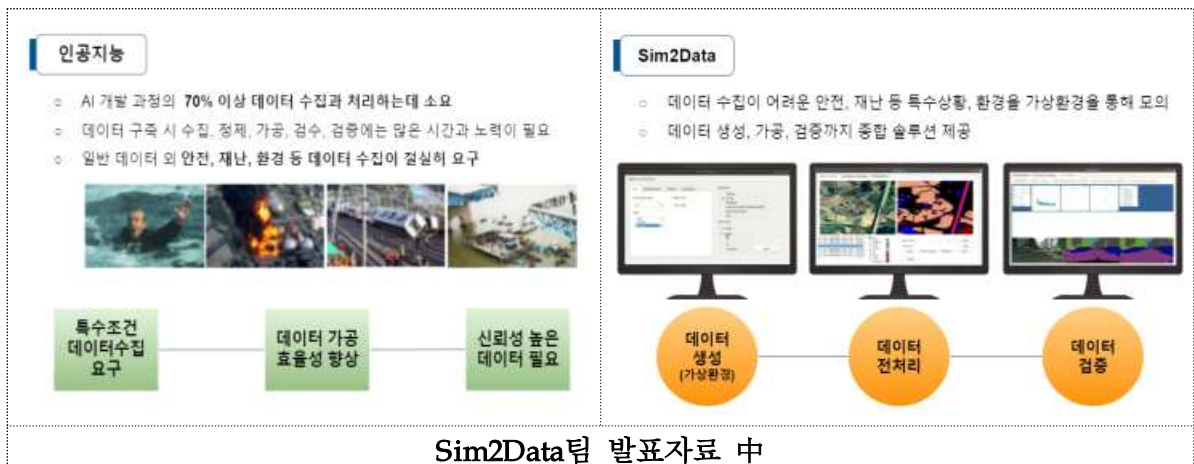 인공지능
○ AI 개발 과정의 70% 이상 데이터 수집과 처리하는데 소요
○ 데이터 구축 시 수집, 정제, 가공, 검수, 검증에는 많은 시간과 노력이 필요
○ 일반 데이터 외 안전, 재난, 환경 등 데이터 수집이 절실히 요구
특수조건
데이터수집
요구
데이터 가공
효율성 향상
신뢰성 높은
데이터 필요
Sim2Data
○ 데이터 수집이 어려운 안전, 재난 등 특수상황, 환경을 가상환경을 통해 모의
○ 데이터 생성, 가공, 검증까지 종합 솔루션 제공
데이터
생성
(가상환경)
데이터
전처리
데이터
검증
Sim2Data팀 발표자료 中